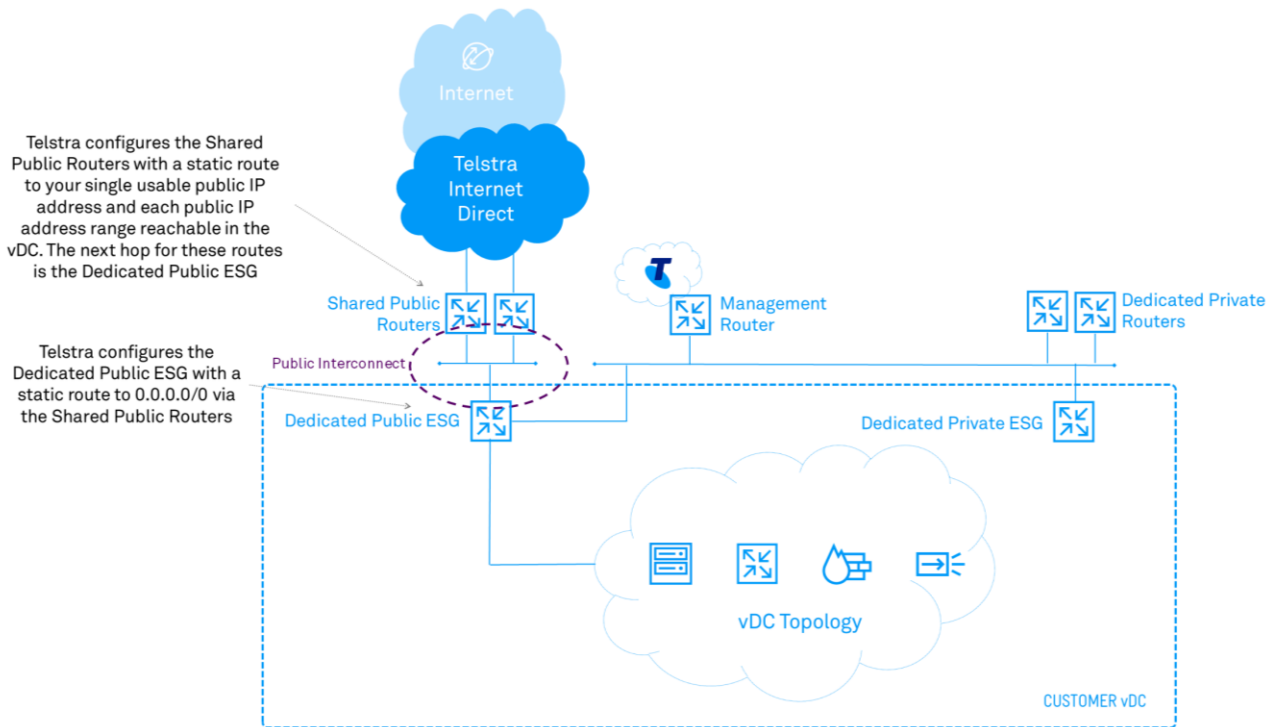 Internet
Telstra
Internet
Direct
Telstra configures the Shared
Public Routers with a static route
to your single usable public IP
address and each public IP
address range reachable in the
vDC. The next hop for these routes
is the Dedicated Public ESG
T
Shared Public
Routers
Management
Router
Dedicated Private
Routers
Telstra configures the
Dedicated Public ESG with a
static route to 0.0.0.0/0 via
the Shared Public Routers
Public Interconnect
Dedicated Public ESG
Dedicated Private ESG
vDC Topology
CUSTOMER vDC